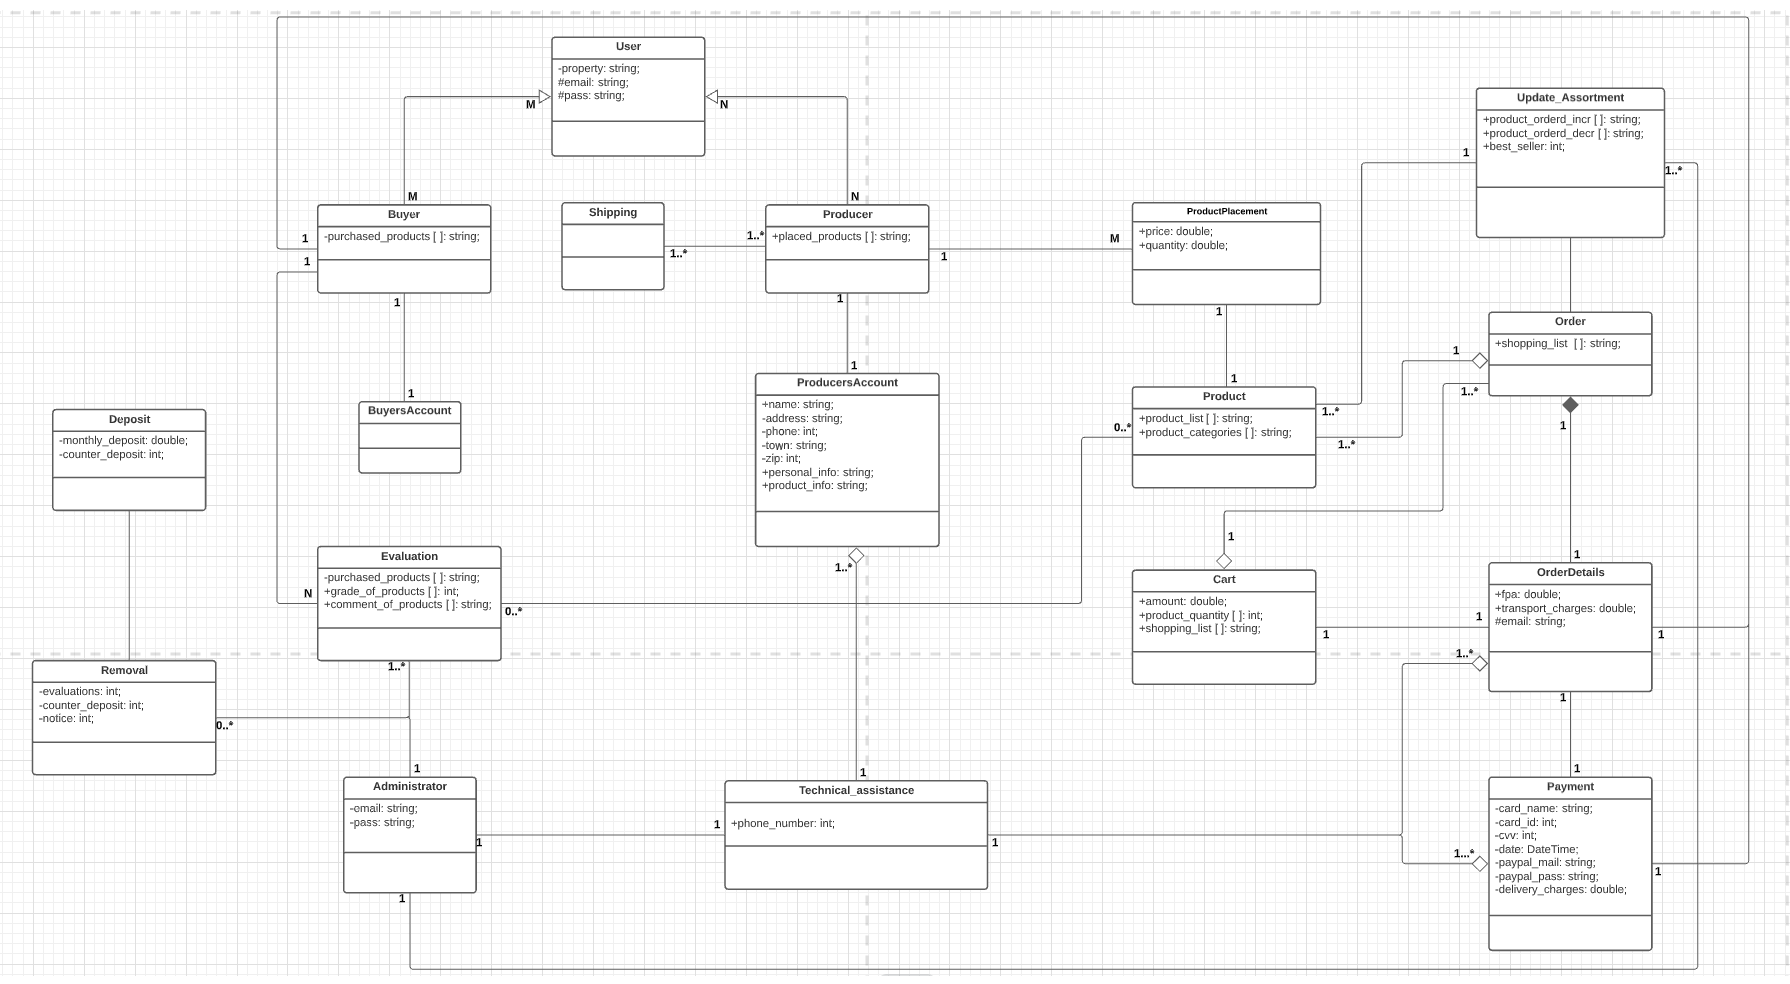 User
-property: string;
#email: string;
#pass: string;
M
N
Update_Assortment
+product_orderd_incr [ ]: string;
+product_orderd_decr [ ]: string;
+best_seller: int;
1
1..*
M
N
Buyer
-purchased_products [ ]: string;
1
1
1
Shipping
1..*
Producer
+placed_products [ ]: string;
1..*
1
1
ProductPlacement
+price: double;
+quantity: double;
M
1
Order
+shopping_list [ ]: string;
1
1..*
1
1
BuyersAccount
1
ProducersAccount
+name: string;
-address: string;
-phone: int;
-town: string;
-zip: int;
+personal_info: string;
+product_info: string;
1..*
1
Product
+product_list [ ]: string;
+product_categories [ ]: string;
0..*
1..*
1..*
Deposit
-monthly_deposit: double;
-counter_deposit: int;
Evaluation
-purchased_products [ ]: string;
+grade_of_products [ ]: int;
+comment_of_products [ ]: string;
N
0..*
1..*
1
Cart
+amount: double;
+product_quantity [ ]: int;
+shopping_list [ ]: string;
1
1
OrderDetails
+fpa: double;
+transport_charges: double;
#email: string;
1
1
1..*
1
Removal
-evaluations: int;
-counter_deposit: int;
-notice: int;
0..*
1
Administrator
-email: string;
-pass: string;
1
1
1
Technical_assistance
+phone_number: int;
1
1
1
Payment
-card_name: string;
-card_id: int;
-cvv: int;
-date: DateTime;
-paypal_mail: string;
-paypal_pass: string;
-delivery_charges: double;
1...*
1